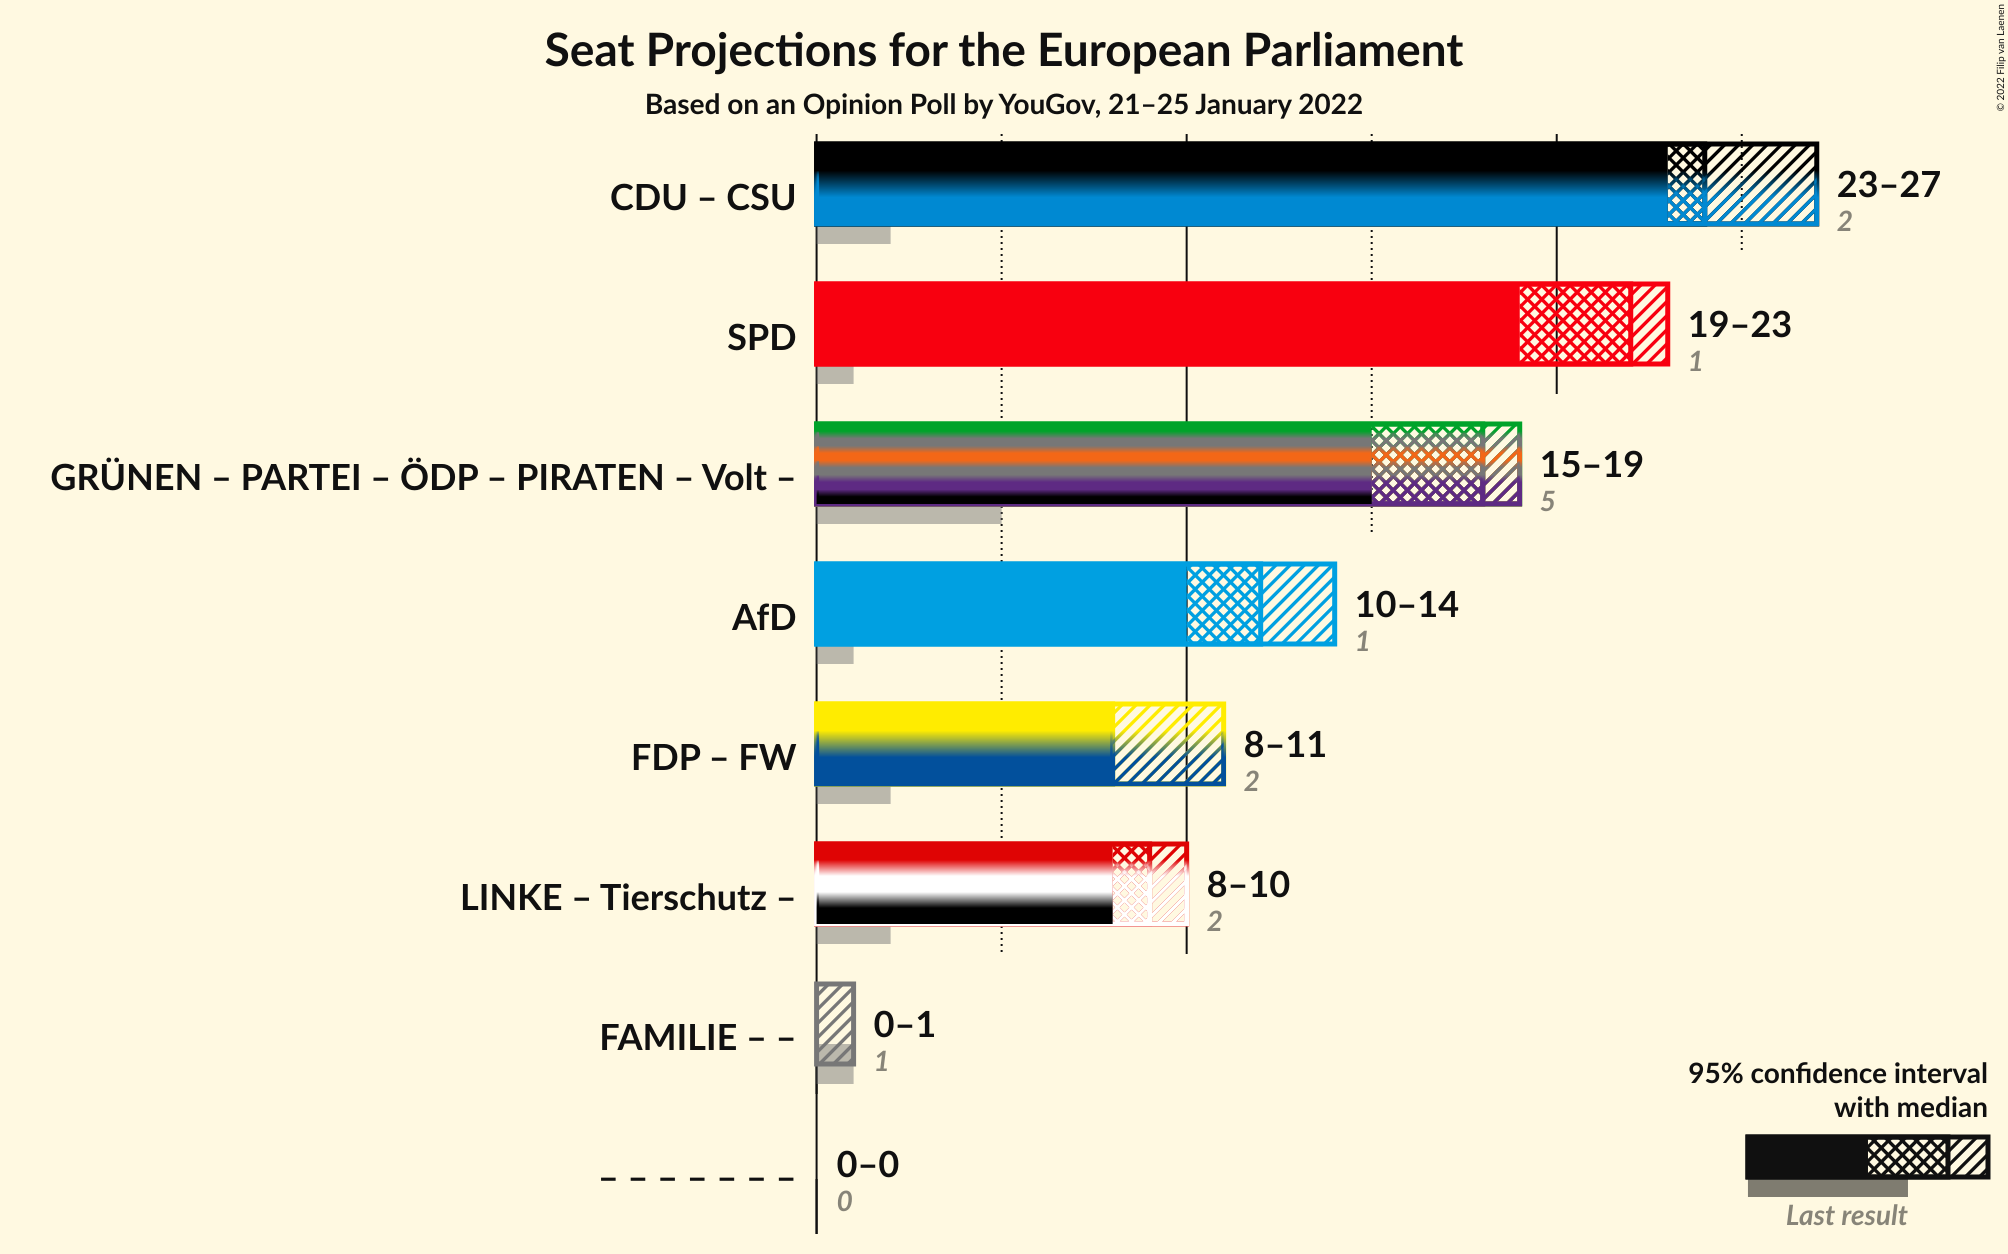 Seat Projections for the European Parliament
Based on an Opinion Poll by YouGov, 21–25 January 2022
© 2022 Filip van Laenen
CDU – CSU
23–27
2
SPD
19–23
1
GRÜNEN – PARTEI – ÖDP – PIRATEN – Volt –
15–19
5
AfD
10–14
1
FDP – FW
8–11
2
LINKE – Tierschutz –
8–10
2
FAMILIE – –
0–1
1
– – – – – – –
0–0
0
95% confidence interval
with median
Last result